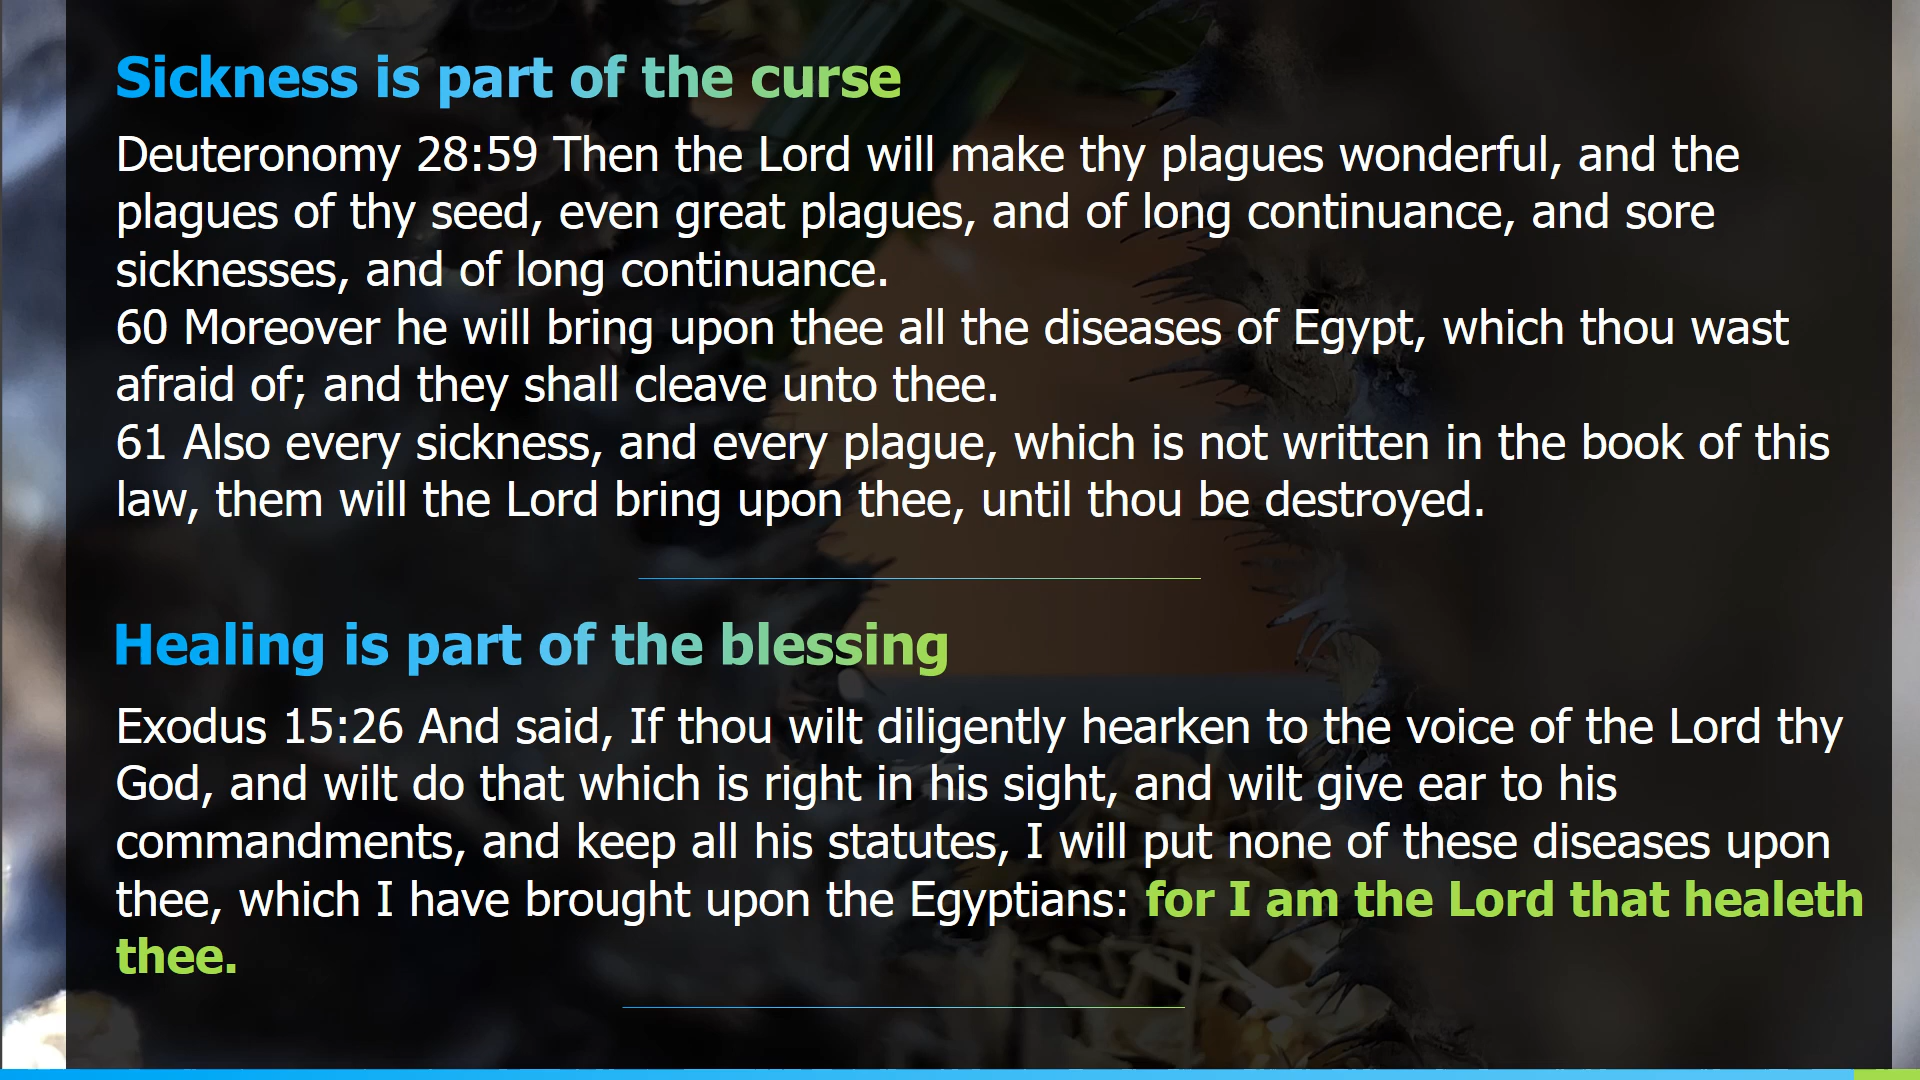 Sickness is part of the curse
Deuteronomy 28:59 Then the Lord will make thy plagues wonderful, and the
plagues of thy seed, even great plagues, and of long continuance, and sore
sicknesses, and of long continuance.
60 Moreover he will bring upon thee all the diseases of Egypt, which thou wast
afraid of; and they shall cleave unto thee.
61 Also every sickness, and every plague, which is not written in the book of this
law, them will the Lord bring upon thee, until thou be destroyed.
Healing is part of the blessing
Exodus 15:26 And said, If thou wilt diligently hearken to the voice of the Lord thy
God, and wilt do that which is right in his sight, and wilt give ear to his
commandments, and keep all his statutes, I will put none of these diseases upon
thee, which I have brought upon the Egyptians: for I am the Lord that healeth
thee.